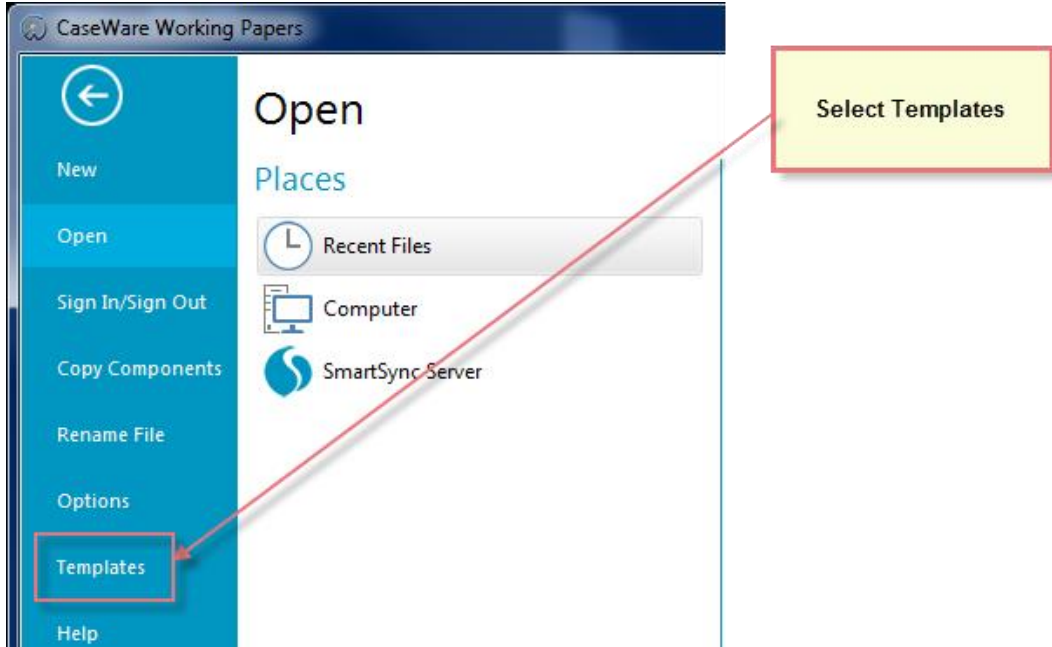 CaseWare Working Papers
Open
Places
New
Open
Sign In/Sign Out
Copy Components
Rename File
Options
Templates
Help
Recent Files
Computer
SmartSync Server
Select Templates